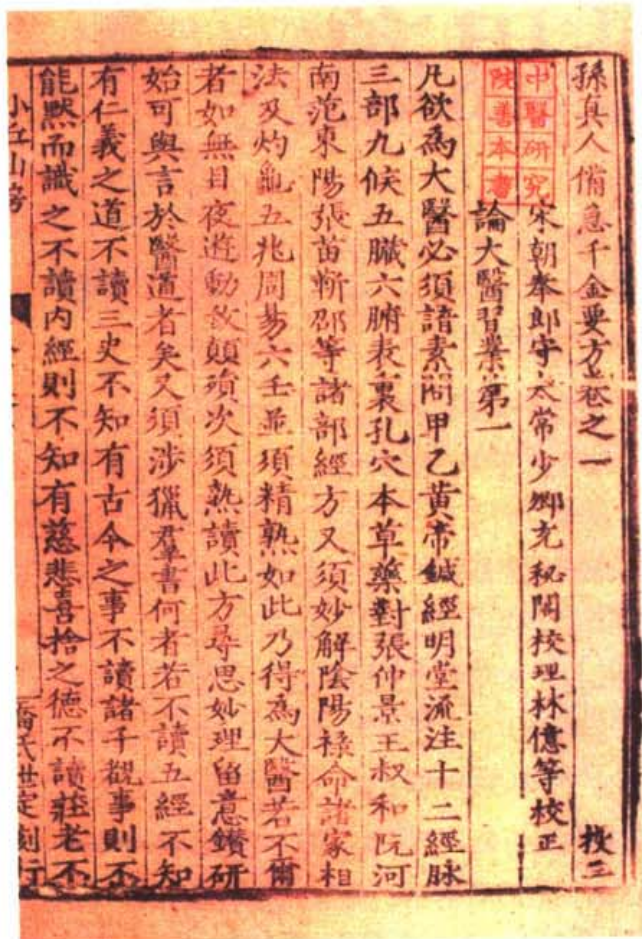 孫真人備急千金要方卷之一 投三
宋朝奉郎守太常少卿充秘閣校理林億等校正
中醫研究
院善本書
論大醫習業第一
凡欲為大醫必須諳素問甲乙黃帝鍼經明堂流注十二經脉
三部九候五臟六腑表裏孔穴本草藥對張仲景王叔和阮河
南范東陽張苗靳邵等諸部經方又須妙解陰陽祿命諸家相
法及灼龜五兆周易六壬並須精熟如此乃得為大醫若不爾
者如無目夜遊動致顛殞次須熟讀此方尋思妙理留意鑽研
始可與言於醫道者矣又須涉獵羣書何者若不讀五經不知
有仁義之道不讀三史不知有古今之事不讀諸子覩事則不
能默而識之不讀內經則不知有慈悲喜捨之德不讀莊老不
小丘山房
喬氏世定刻行